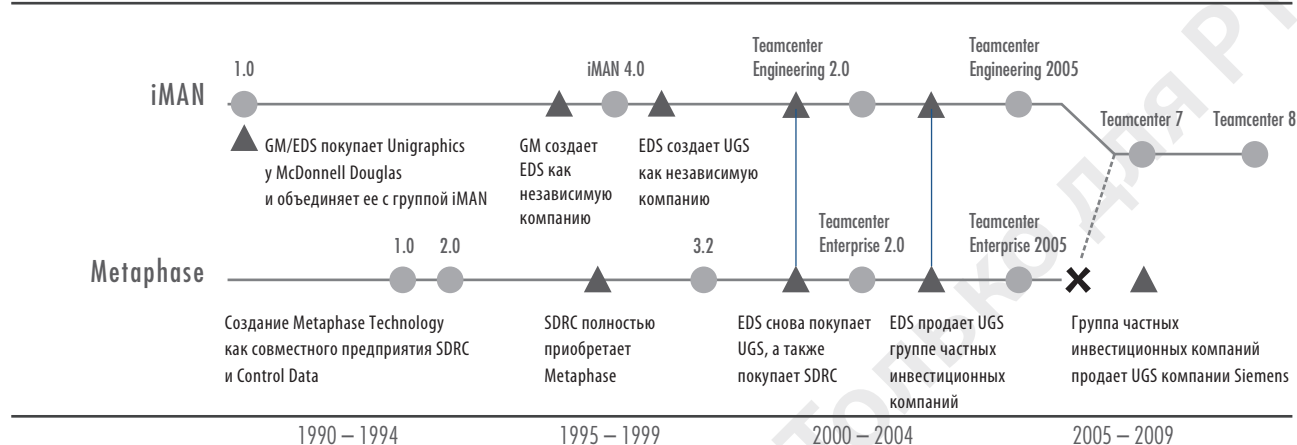 1.0
iMAN 4.0
Teamcenter
Engineering 2.0
Teamcenter
Engineering 2005
iMAN
Teamcenter 7
Teamcenter 8
GM/EDS покупает Unigraphics
у McDonnell Douglas
и объединяет ее с группой iMAN
GM создает
EDS как
независимую
компанию
EDS создает UGS
как независимую
компанию
1.0
2.0
3.2
Teamcenter
Enterprise 2.0
Teamcenter
Enterprise 2005
Metaphase
Создание Metaphase Technology
как совместного предприятия SDRC
и Control Data
SDRC полностью
приобретает
Metaphase
EDS снова покупает
UGS, а также
покупает SDRC
EDS продает UGS
группе частных
инвестиционных
компаний
Группа частных
инвестиционных компаний
продает UGS компании Siemens
1990 – 1994
1995 – 1999
2000 – 2004
2005 – 2009
только для